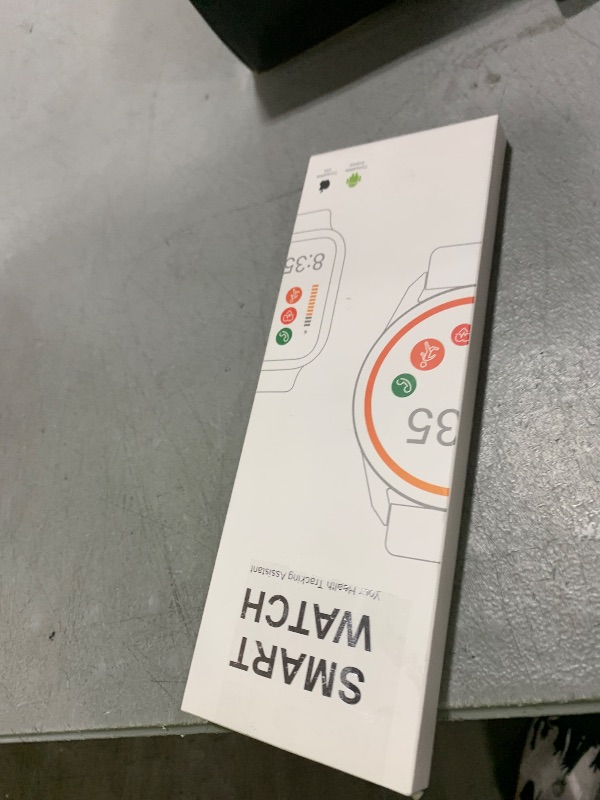 SMART
WATCH
Your Health Tracking Assistant
35
8:35